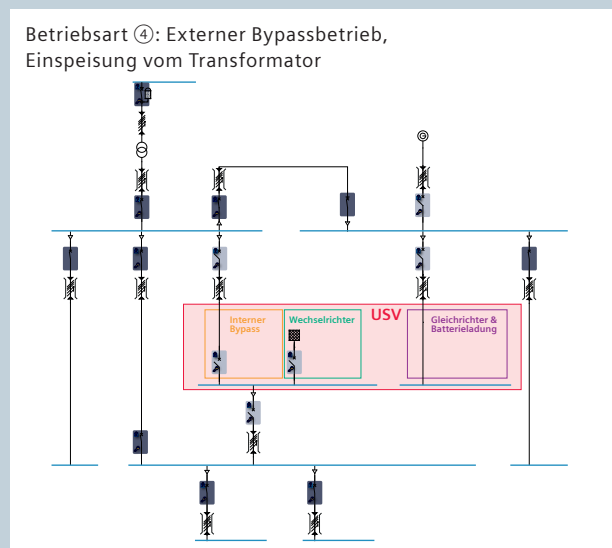 Betriebsart ④: Externer Bypassbetrieb,
Einspeisung vom Transformator
G
USV
Interner
Bypass
Wechselrichter
Gleichrichter &
Batterieladung